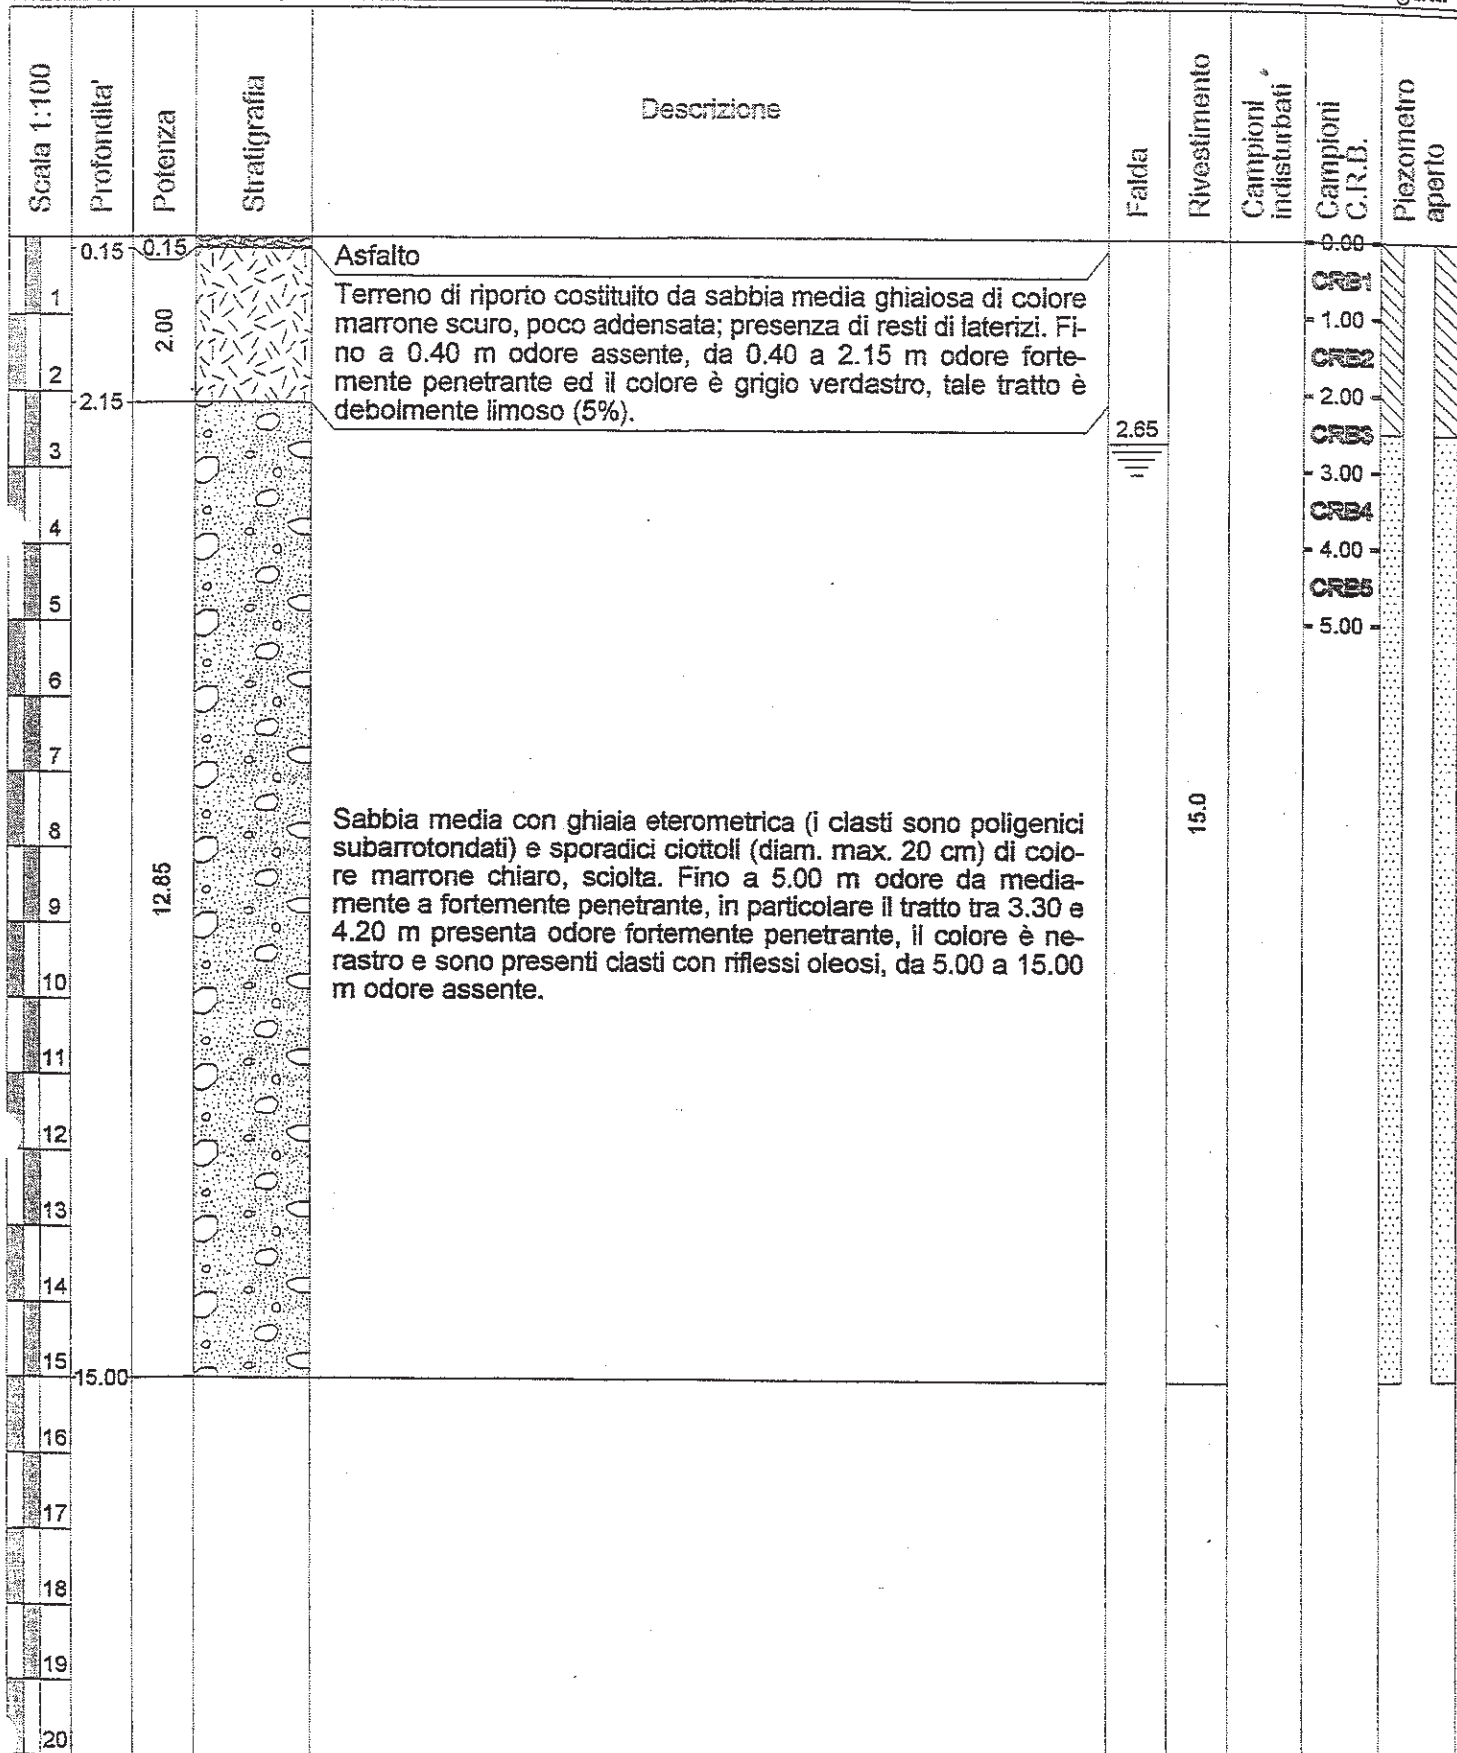 Scala 1:100
Profondita'
Potenza
Stratigrafia
Descrizione
Falda
Rivestimento
Campioni
indisturbati
Campioni
C.R.B.
Piezometro
aperto
0.15
0.15
Asfalto
0.00
CRB1
1
Terreno di riporto costituito da sabbia media ghiaiosa di colore
marrone scuro, poco addensata; presenza di resti di laterizi. Fi-
no a 0.40 m odore assente, da 0.40 a 2.15 m odore forte-
mente penetrante ed il colore è grigio verdastro, tale tratto è
debolmente limoso (5%).
2.00
1.00
CRB2
2
2.00
2.15
2.65
CRB3
3
3.00
CRB4
4
4.00
CRB5
5
5.00
6
7
8
15.0
12.85
Sabbia media con ghiaia eterometrica (i clasti sono poligenici
subarrotondati) e sporadici ciottoli (diam. max. 20 cm) di colo-
re marrone chiaro, sciolta. Fino a 5.00 m odore da media-
mente a fortemente penetrante, in particolare il tratto tra 3.30 e
4.20 m presenta odore fortemente penetrante, il colore è ne-
rastro e sono presenti clasti con riflessi oleosi, da 5.00 a 15.00
m odore assente.
9
10
11
12
13
14
15
15.00
16
17
18
19
20